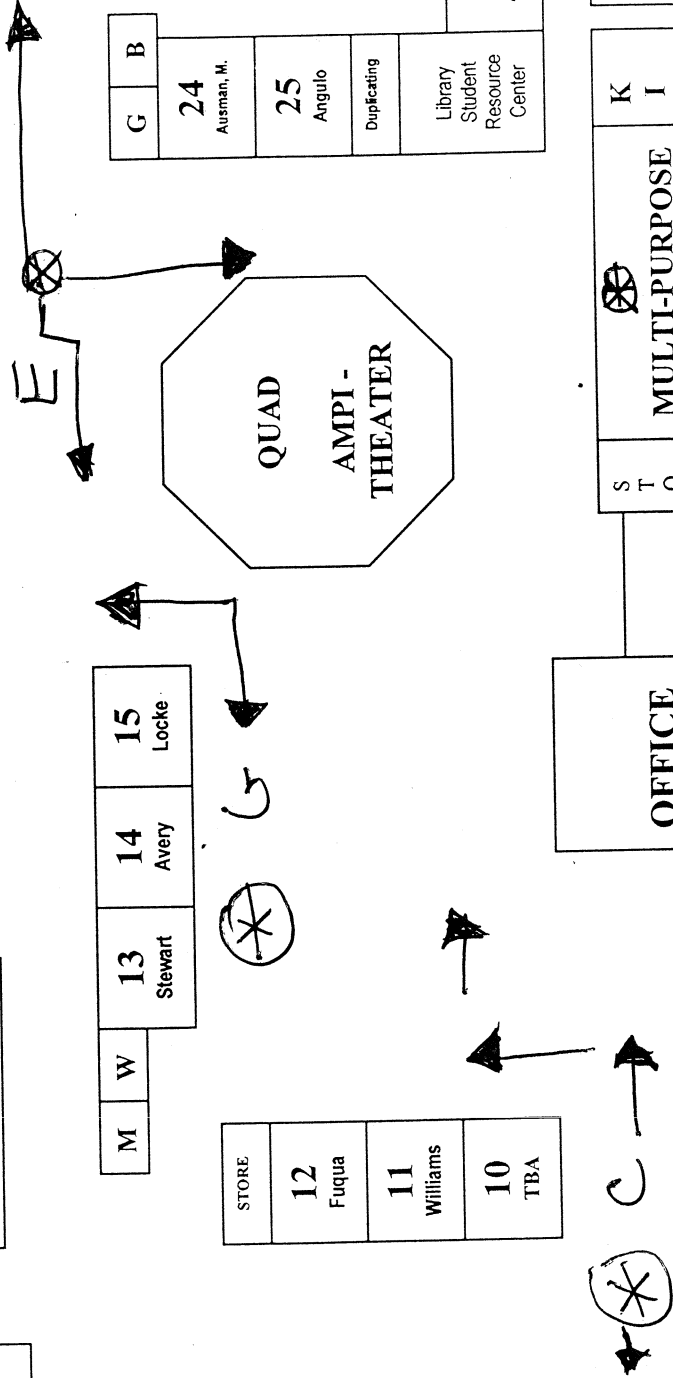 G
B
24
Ausman, M.
25
Angulo
Duplicating
Library
Student
Resource
Center
E
QUAD
AMPI -
THEATER
K
I
MULTI-PURPOSE
S
T
15
Locke
14
Avery
13
Stewart
W
M
G
OFFICE
STORE
12
Fuqua
11
Williams
10
TBA
C